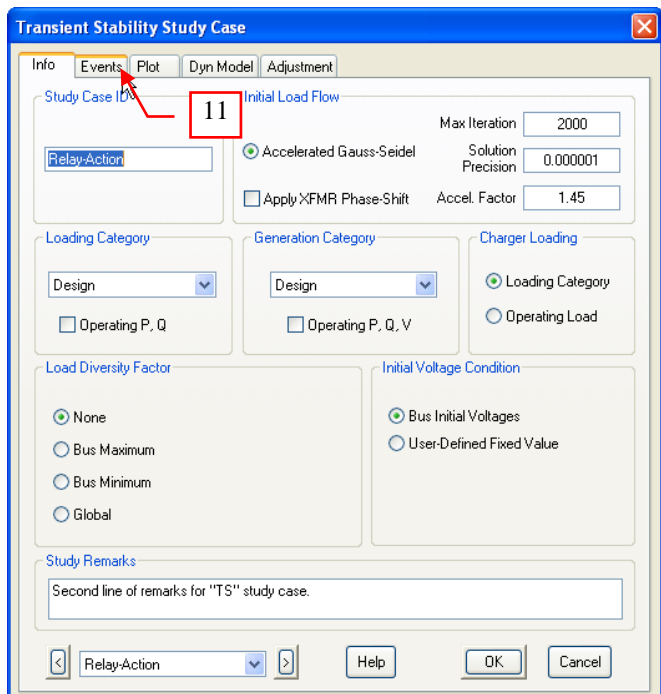 Transient Stability Study Case
Info Events Plot Dyn Model Adjustment
Study Case ID
Relay-Action
11
Initial Load Flow
Max Iteration 2000
Accelerated Gauss-Seidel
Solution Precision 0.000001
Apply XFMR Phase-Shift
Accel. Factor 1.45
Loading Category
Design
Operating P, Q
Generation Category
Design
Operating P, Q, V
Charger Loading
Loading Category
Operating Load
Load Diversity Factor
None
Bus Maximum
Bus Minimum
Global
Initial Voltage Condition
Bus Initial Voltages
User-Defined Fixed Value
Study Remarks
Second line of remarks for "TS" study case.
< Relay-Action > Help OK Cancel